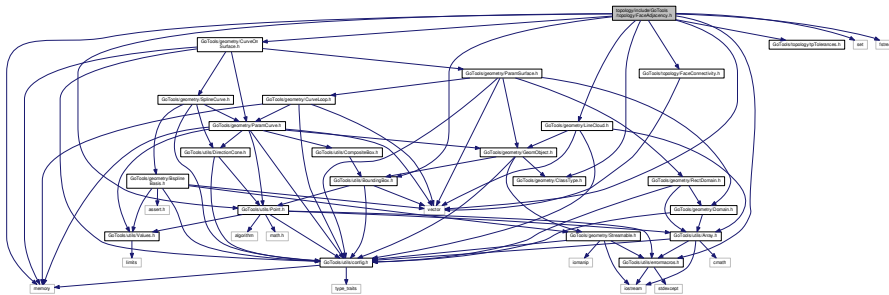 topology/include/GoTools
/topology/FaceAdjacency.h
GoTools/geometry/CurveOn
Surface.h
GoTools/topology/tpTolerances.h
set
GoTools/geometry/ParamSurface.h
GoTools/topology/FaceConnectivity.h
GoTools/geometry/SplineCurve.h
GoTools/geometry/CurveLoop.h
GoTools/geometry/ParamCurve.h
GoTools/geometry/LineCloud.h
GoTools/utils/DirectionCone.h
GoTools/utils/CompositeBox.h
GoTools/geometry/GeomObject.h
GoTools/geometry/BsplineBasis.h
GoTools/utils/BoundingBox.h
GoTools/geometry/ClassType.h
GoTools/geometry/RectDomain.h
assert.h
GoTools/utils/Point.h
vector
GoTools/geometry/Domain.h
GoTools/utils/Values.h
algorithm
math.h
GoTools/geometry/Streamable.h
GoTools/utils/Array.h
limits
GoTools/utils/config.h
iomanip
GoTools/utils/errormacros.h
cmath
memory
type_traits
iostream
stdexcept